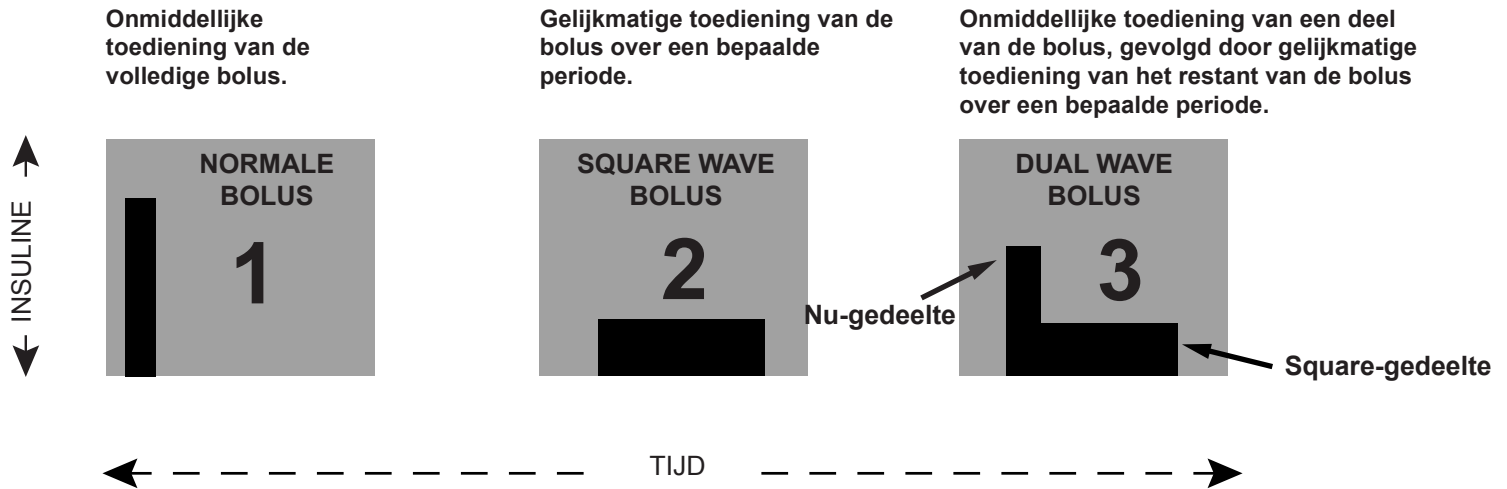 Onmiddellijke
toediening van de
volledige bolus.
Gelijkmatige toediening van de
bolus over een bepaalde
periode.
Onmiddellijke toediening van een deel
van de bolus, gevolgd door gelijkmatige
toediening van het restant van de bolus
over een bepaalde periode.
INSULINE
NORMALE
BOLUS
1
SQUARE WAVE
BOLUS
2
DUAL WAVE
BOLUS
3
Nu-gedeelte
Square-gedeelte
TIJD